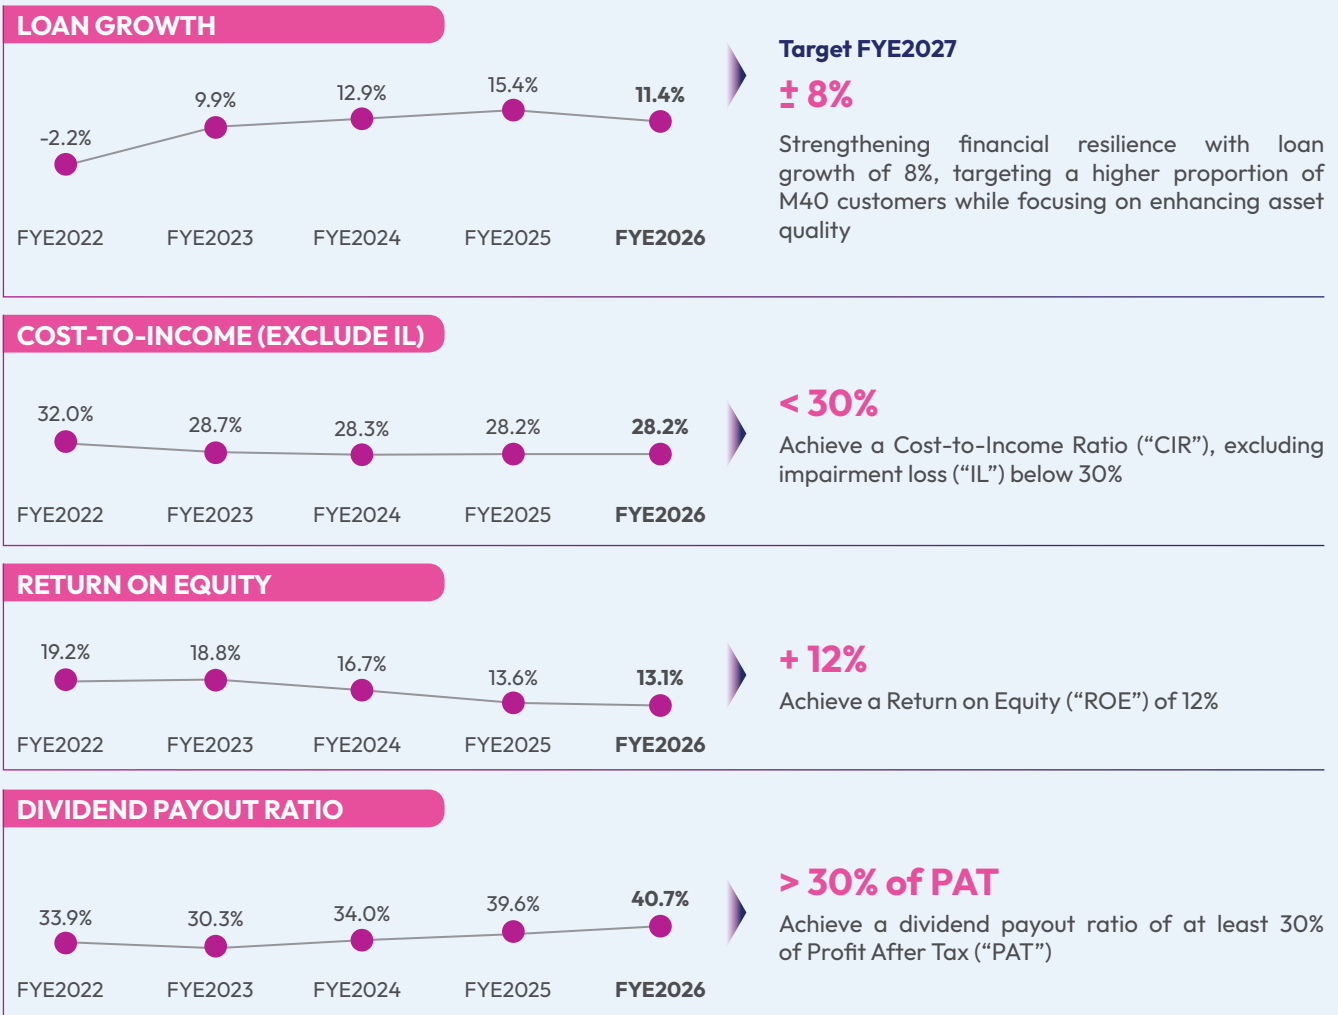 LOAN GROWTH
-2.2%
9.9%
12.9%
15.4%
11.4%
FYE2022
FYE2023
FYE2024
FYE2025
FYE2026
Target FYE2027
± 8%
Strengthening financial resilience with loan
growth of 8%, targeting a higher proportion of
M40 customers while focusing on enhancing asset
quality
COST-TO-INCOME (EXCLUDE IL)
32.0%
28.7%
28.3%
28.2%
28.2%
FYE2022
FYE2023
FYE2024
FYE2025
FYE2026
< 30%
Achieve a Cost-to-Income Ratio (“CIR”), excluding
impairment loss (“IL”) below 30%
RETURN ON EQUITY
19.2%
18.8%
16.7%
13.6%
13.1%
FYE2022
FYE2023
FYE2024
FYE2025
FYE2026
+ 12%
Achieve a Return on Equity (“ROE”) of 12%
DIVIDEND PAYOUT RATIO
33.9%
30.3%
34.0%
39.6%
40.7%
FYE2022
FYE2023
FYE2024
FYE2025
FYE2026
> 30% of PAT
Achieve a dividend payout ratio of at least 30%
of Profit After Tax (“PAT”)